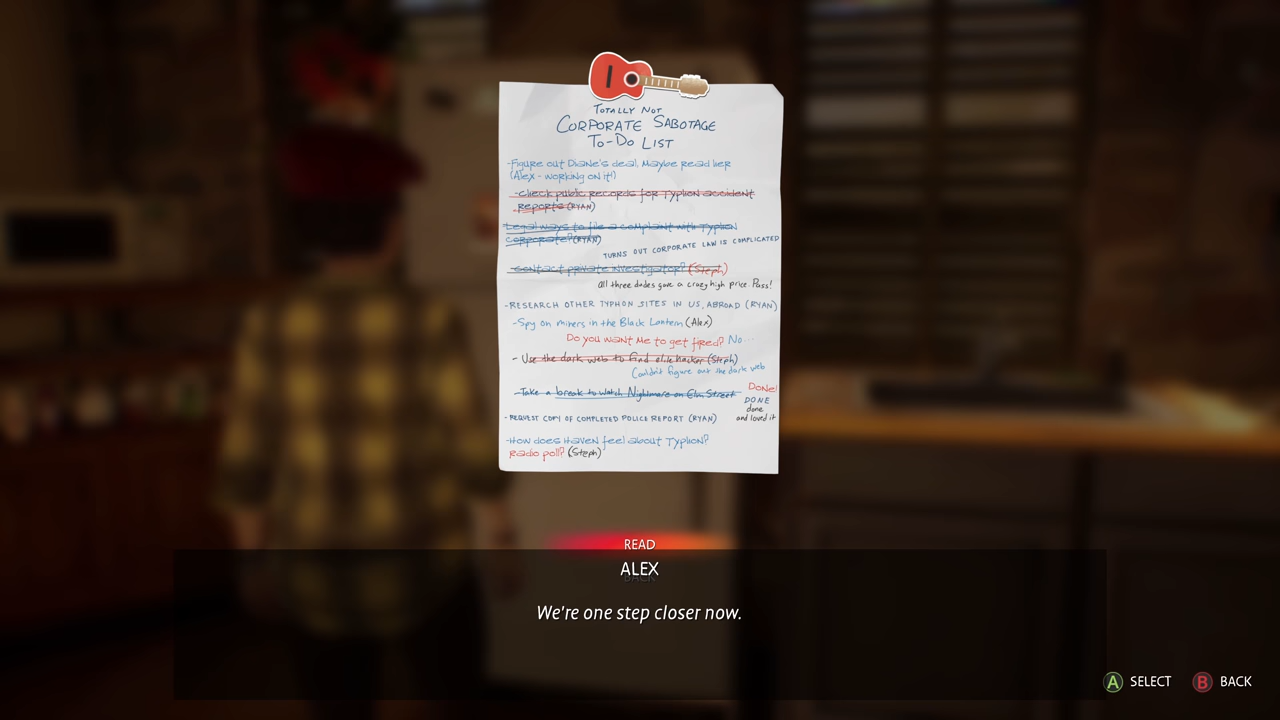 TOTALLY NOT
CORPORATE SABOTAGE
TO-DO LIST
-Figure out Diane's deal, Maybe read her
(Alex - working on it!)
-Check public records for Typhon accident
reports (RYAN)
-Legal ways to file a complaint with Typhon
corporate? (RYAN)
TURNS OUT CORPORATE LAW IS COMPLICATED
-Contact private investigator? (Steph)
All three dudes gave a crazy high price. Pass!
-RESEARCH OTHER TYPHON SITES IN US, ABROAD (RYAN)
-Spy on miners in the Black Lantern (Alex)
Do you want Me to get fired? No...
- Use the dark web to find elite hacker (Steph)
Couldn't figure out the dark web
-Take a break to watch Nightmare on Elm Street
DONE!
DONE
done
and loved it
-REQUEST COPY OF COMPLETED POLICE REPORT (RYAN)
-How does Haven feel about Typhon?
Radio poll? (Steph)
READ
ALEX
BACK
We're one step closer now.
A SELECT B BACK